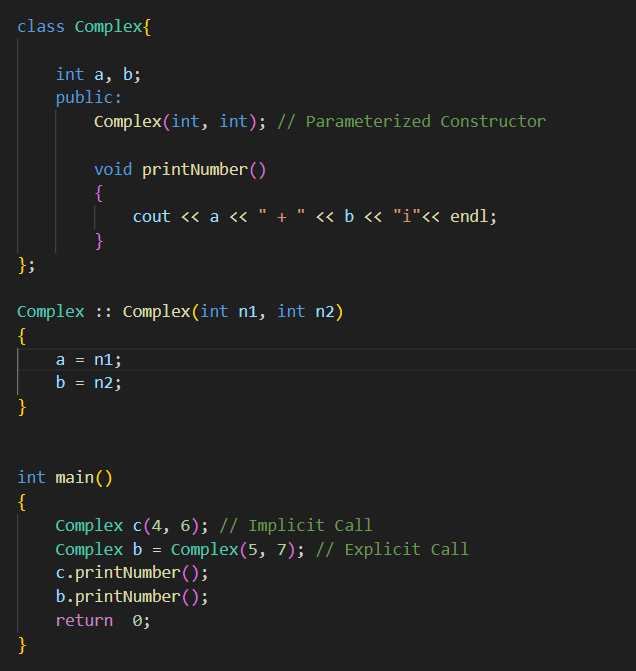 class Complex{
int a, b;
public:
Complex(int, int); // Parameterized Constructor
void printNumber()
{
cout << a << " + " << b << "i"<< endl;
}
};
Complex :: Complex(int n1, int n2)
{
a = n1;
b = n2;
}
int main()
{
Complex c(4, 6); // Implicit Call
Complex b = Complex(5, 7); // Explicit Call
c.printNumber();
b.printNumber();
return  0;
}